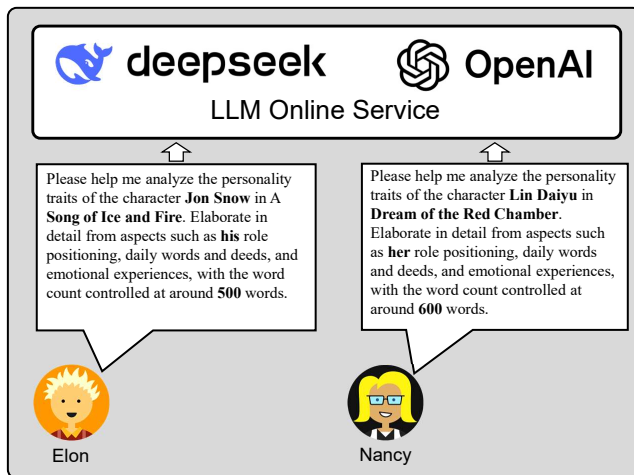 deepseek
OpenAI
LLM Online Service
Please help me analyze the personality
traits of the character Jon Snow in A
Song of Ice and Fire. Elaborate in
detail from aspects such as his role
positioning, daily words and deeds, and
emotional experiences, with the word
count controlled at around 500 words.
Please help me analyze the personality
traits of the character Lin Daiyu in
Dream of the Red Chamber.
Elaborate in detail from aspects such
as her role positioning, daily words
and deeds, and emotional experiences,
with the word count controlled at
around 600 words.
Elon
Nancy